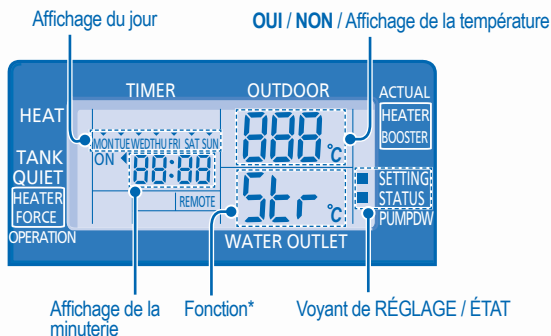 Affichage du jour
OUI / NON / Affichage de la température
TIMER
OUTDOOR
ACTUAL
HEAT
HEATER
BOOSTER
MON TUE WED THU FRI SAT SUN
ON
888 °C
88:88
TANK
QUIET
HEATER
FORCE
OPERATION
REMOTE
Str °C
SETTING
STATUS
PUMPDW
WATER OUTLET
Affichage de la
minuterie
Fonction*
Voyant de RÉGLAGE / ÉTAT